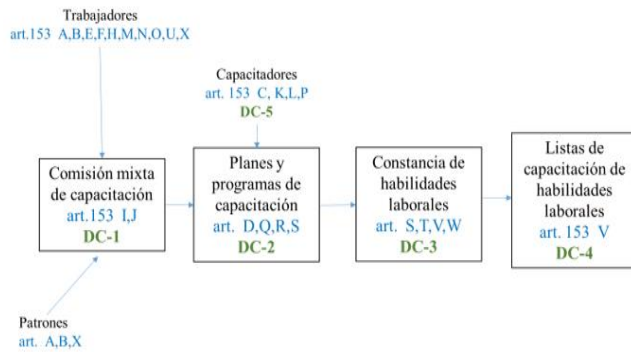 Trabajadores
art.153 A,B,E,F,H,M,N,O,U,X
Capacitadores
art. 153 C, K,L,P
DC-5
Comisión mixta
de capacitación
art.153 I,J
DC-1
Planes y
programas de
capacitación
art. D,Q,R,S
DC-2
Constancia de
habilidades
laborales
art. S,T,V,W
DC-3
Listas de
capacitación de
habilidades
laborales
art. 153 V
DC-4
Patrones
art. A,B,X